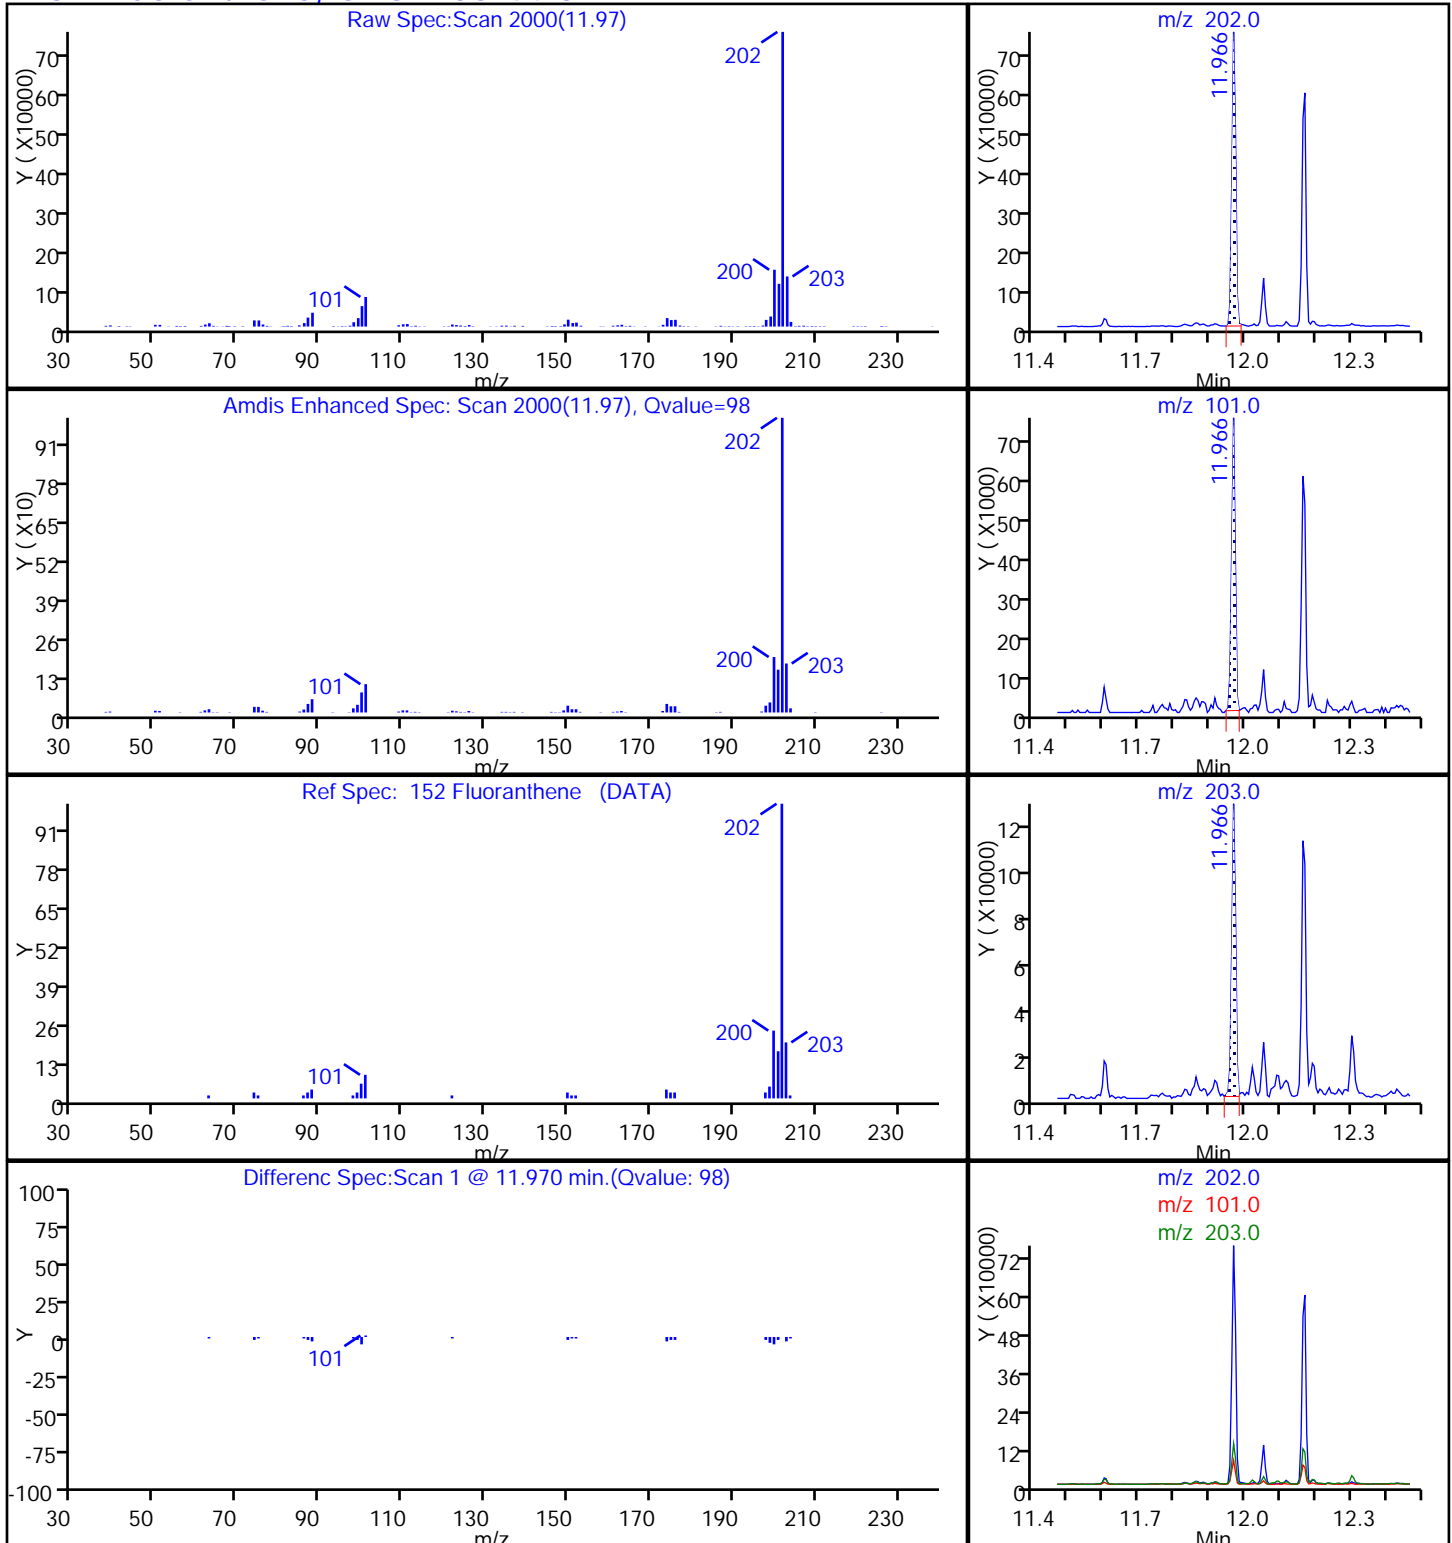 Raw Spec:Scan 2000(11.97)
Y ( X10000)
70
60
50
40
30
20
10
0
202
200
203
101
30 50 70 90 110 130 150 170 190 210 230
m/z
m/z 202.0
Y ( X10000)
70
60
50
40
30
20
10
0
11.966
11.4 11.7 12.0 12.3
Min
Amdis Enhanced Spec: Scan 2000(11.97), Qvalue=98
Y ( X10)
91
78
65
52
39
26
13
0
202
200
203
101
30 50 70 90 110 130 150 170 190 210 230
m/z
m/z 101.0
Y ( X1000)
70
60
50
40
30
20
10
0
11.966
11.4 11.7 12.0 12.3
Min
Ref Spec: 152 Fluoranthene (DATA)
Y
91
78
65
52
39
26
13
0
202
200
203
101
30 50 70 90 110 130 150 170 190 210 230
m/z
m/z 203.0
Y ( X10000)
12
10
8
6
4
2
0
11.966
11.4 11.7 12.0 12.3
Min
Differenc Spec:Scan 1 @ 11.970 min.(Qvalue: 98)
Y
100
75
50
25
0
-25
-50
-75
-100
101
30 50 70 90 110 130 150 170 190 210 230
m/z
m/z 202.0
m/z 101.0
m/z 203.0
Y ( X10000)
72
60
48
36
24
12
0
11.4 11.7 12.0 12.3
Min